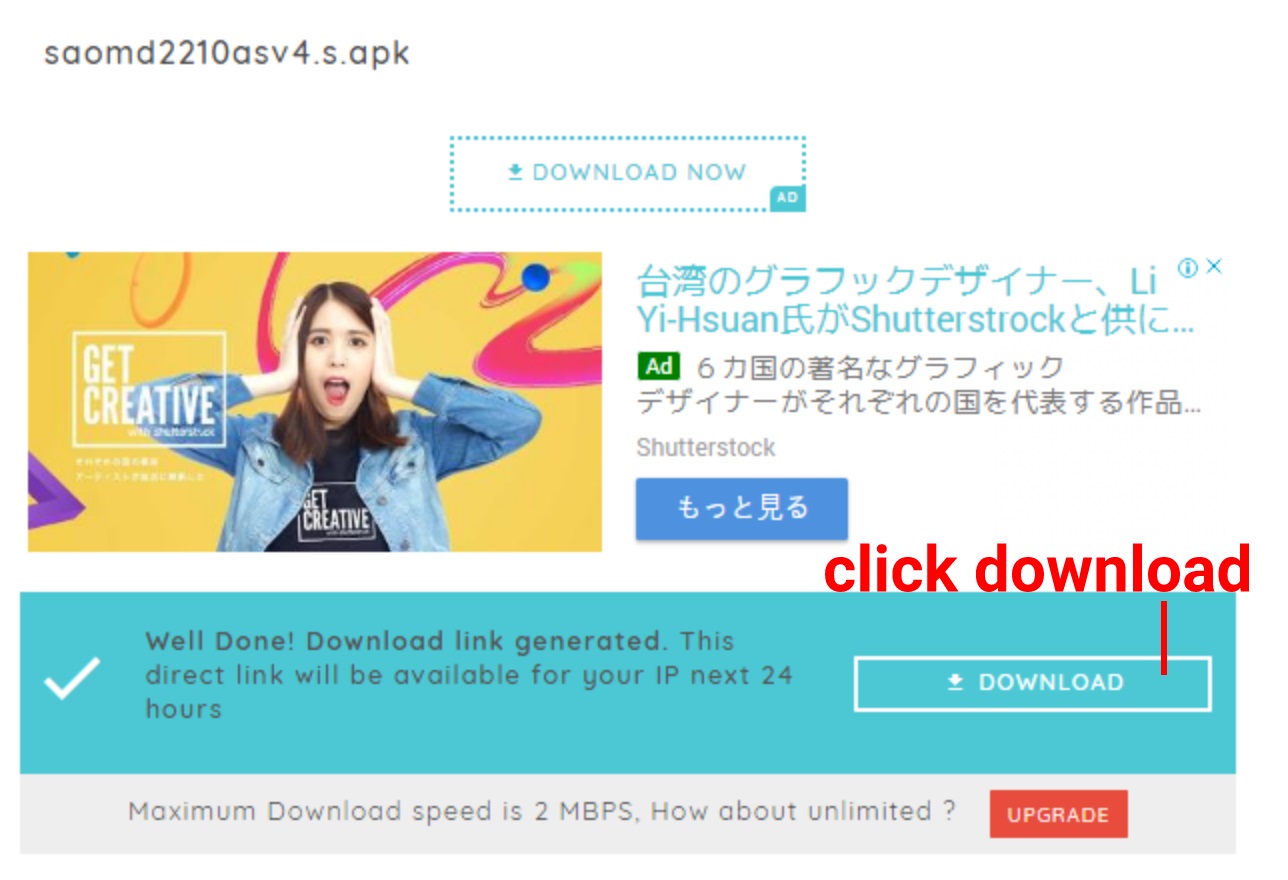 saomd2210asv4.s.apk
DOWNLOAD NOW
AD
GET
CREATIVE
with shutterstock
GET
CREATIVE
台湾のグラフックデザイナー、Li
Yi-Hsuan氏がShutterstrockと供に...
Ad 6 カ国の著名なグラフィック
デザイナーがそれぞれの国を代表する作品...
Shutterstock
もっと見る
click download
Well Done! Download link generated. This
direct link will be available for your IP next 24
hours
DOWNLOAD
Maximum Download speed is 2 MBPS, How about unlimited ?
UPGRADE